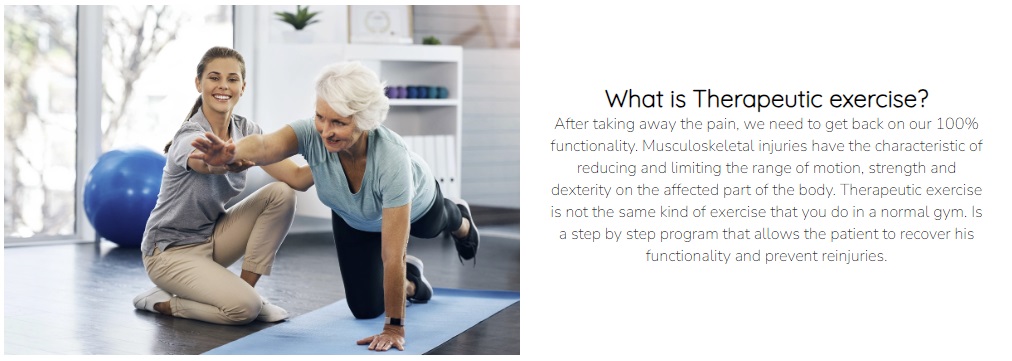 What is Therapeutic exercise?
After taking away the pain, we need to get back on our 100%
functionality. Musculoskeletal injuries have the characteristic of
reducing and limiting the range of motion, strength and
dexterity on the affected part of the body. Therapeutic exercise
is not the same kind of exercise that you do in a normal gym. Is
a step by step program that allows the patient to recover his
functionality and prevent reinjuries.